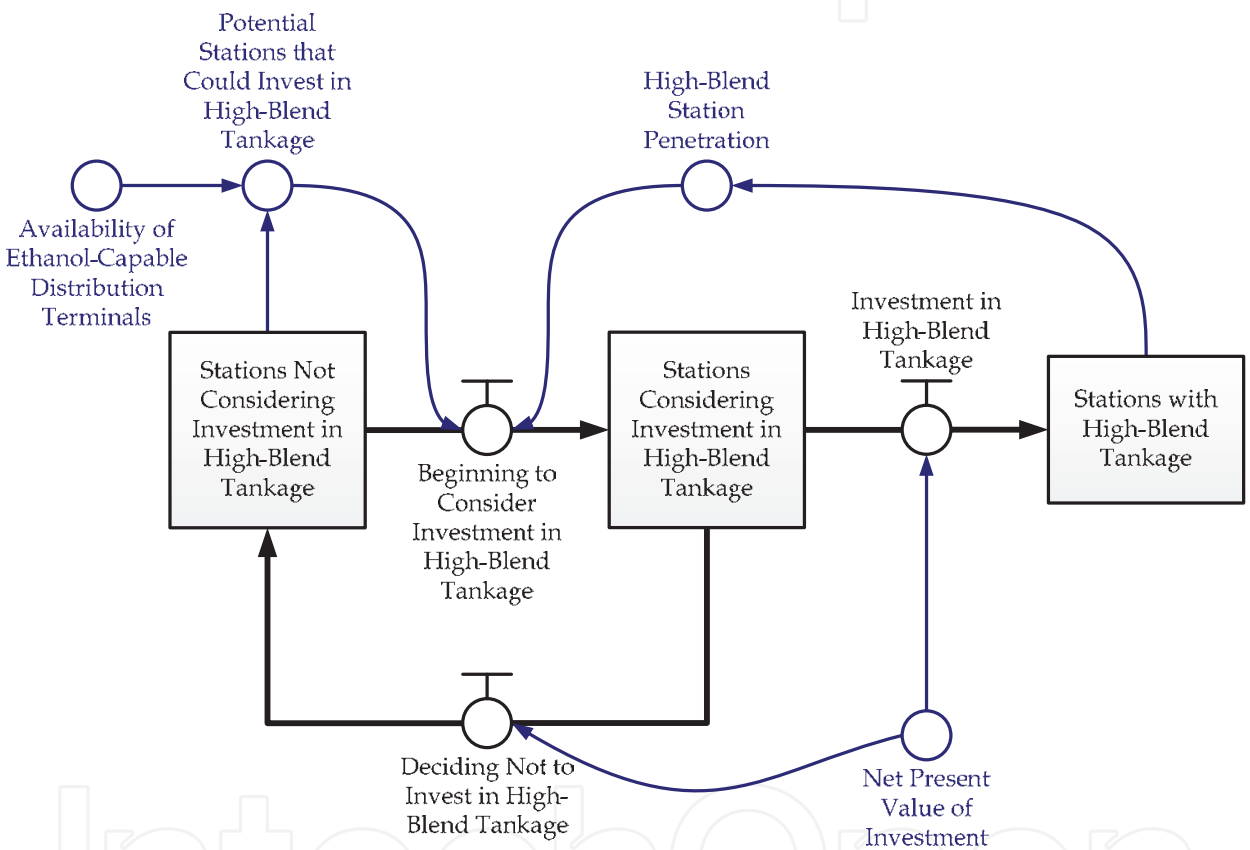 Potential
Stations that
Could Invest in
High-Blend
Tankage
High-Blend
Station
Penetration
Availability of
Ethanol-Capable
Distribution
Terminals
Investment in
High-Blend
Tankage
Stations Not
Considering
Investment in
High-Blend
Tankage
Stations
Considering
Investment in
High-Blend
Tankage
Stations with
High-Blend
Tankage
Beginning to
Consider
Investment in
High-Blend
Tankage
Deciding Not to
Invest in High-
Blend Tankage
Net Present
Value of
Investment
IntechOpen